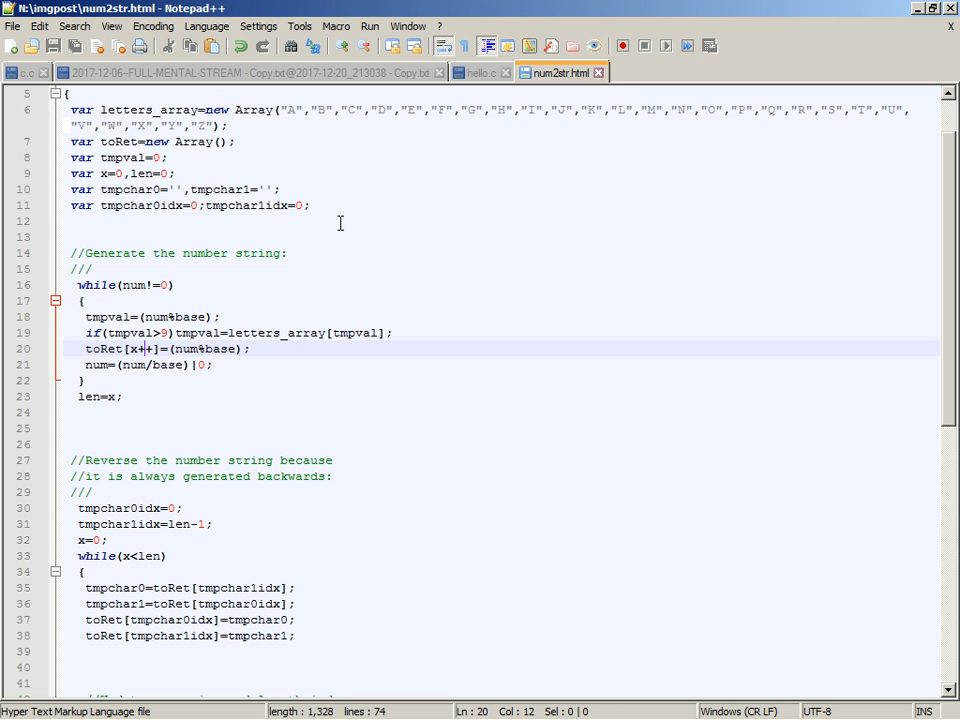 N:\imgpost\num2str.html - Notepad++
File Edit Search View Encoding Language Settings Tools Macro Run Window ? X
c.c 2017-12-06--FULL-MENTAL-STREAM - Copy.txt@2017-12-20_213038 - Copy.txt hello.c num2str.html
5 {
6 var letters_array=new Array("A","B","C","D","E","F","G","H","I","J","K","L","M","N","O","P","Q","R","S","T","U",
"V","W","X","Y","Z");
7 var toRet=new Array();
8 var tmpval=0;
9 var x=0,len=0;
10 var tmpchar0='',tmpchar1='';
11 var tmpchar0idx=0;tmpchar1idx=0;
12
13
14 //Generate the number string:
15 ///
16 while(num!=0)
17 {
18 tmpval=(num%base);
19 if(tmpval>9)tmpval=letters_array[tmpval];
20 toRet[x++]=(num%base);
21 num=(num/base)|0;
22 }
23 len=x;
24
25
26
27 //Reverse the number string because
28 //it is always generated backwards:
29 ///
30 tmpchar0idx=0;
31 tmpchar1idx=len-1;
32 x=0;
33 while(x<len)
34 {
35 tmpchar0=toRet[tmpchar1idx];
36 tmpchar1=toRet[tmpchar0idx];
37 toRet[tmpchar0idx]=tmpchar0;
38 toRet[tmpchar1idx]=tmpchar1;
39
40
41
Hyper Text Markup Language file length : 1,328 lines : 74 Ln : 20 Col : 12 Sel : 0 | 0 Windows (CR LF) UTF-8 INS